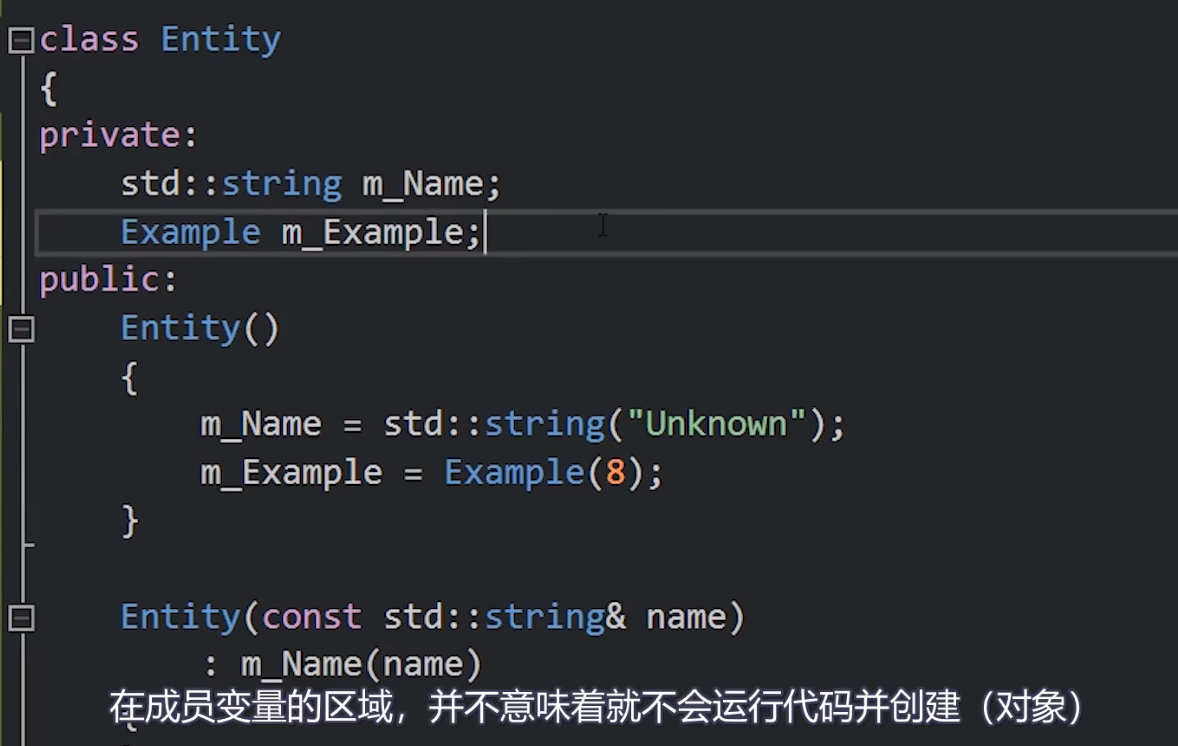 class Entity
{
private:
    std::string m_Name;
    Example m_Example;
public:
    Entity()
    {
        m_Name = std::string("Unknown");
        m_Example = Example(8);
    }
    Entity(const std::string& name)
        : m_Name(name)
    {
在成员变量的区域，并不意味着就不会运行代码并创建（对象）